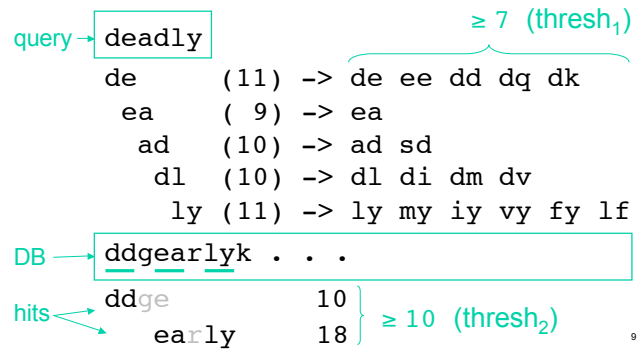 ≥ 7 (thresh₁)
query deadly
de (11) -> de ee dd dq dk
ea ( 9) -> ea
ad (10) -> ad sd
dl (10) -> dl di dm dv
ly (11) -> ly my iy vy fy lf
DB ddgearlyk . . .
hits ddge 10
early 18
≥ 10 (thresh₂)
9